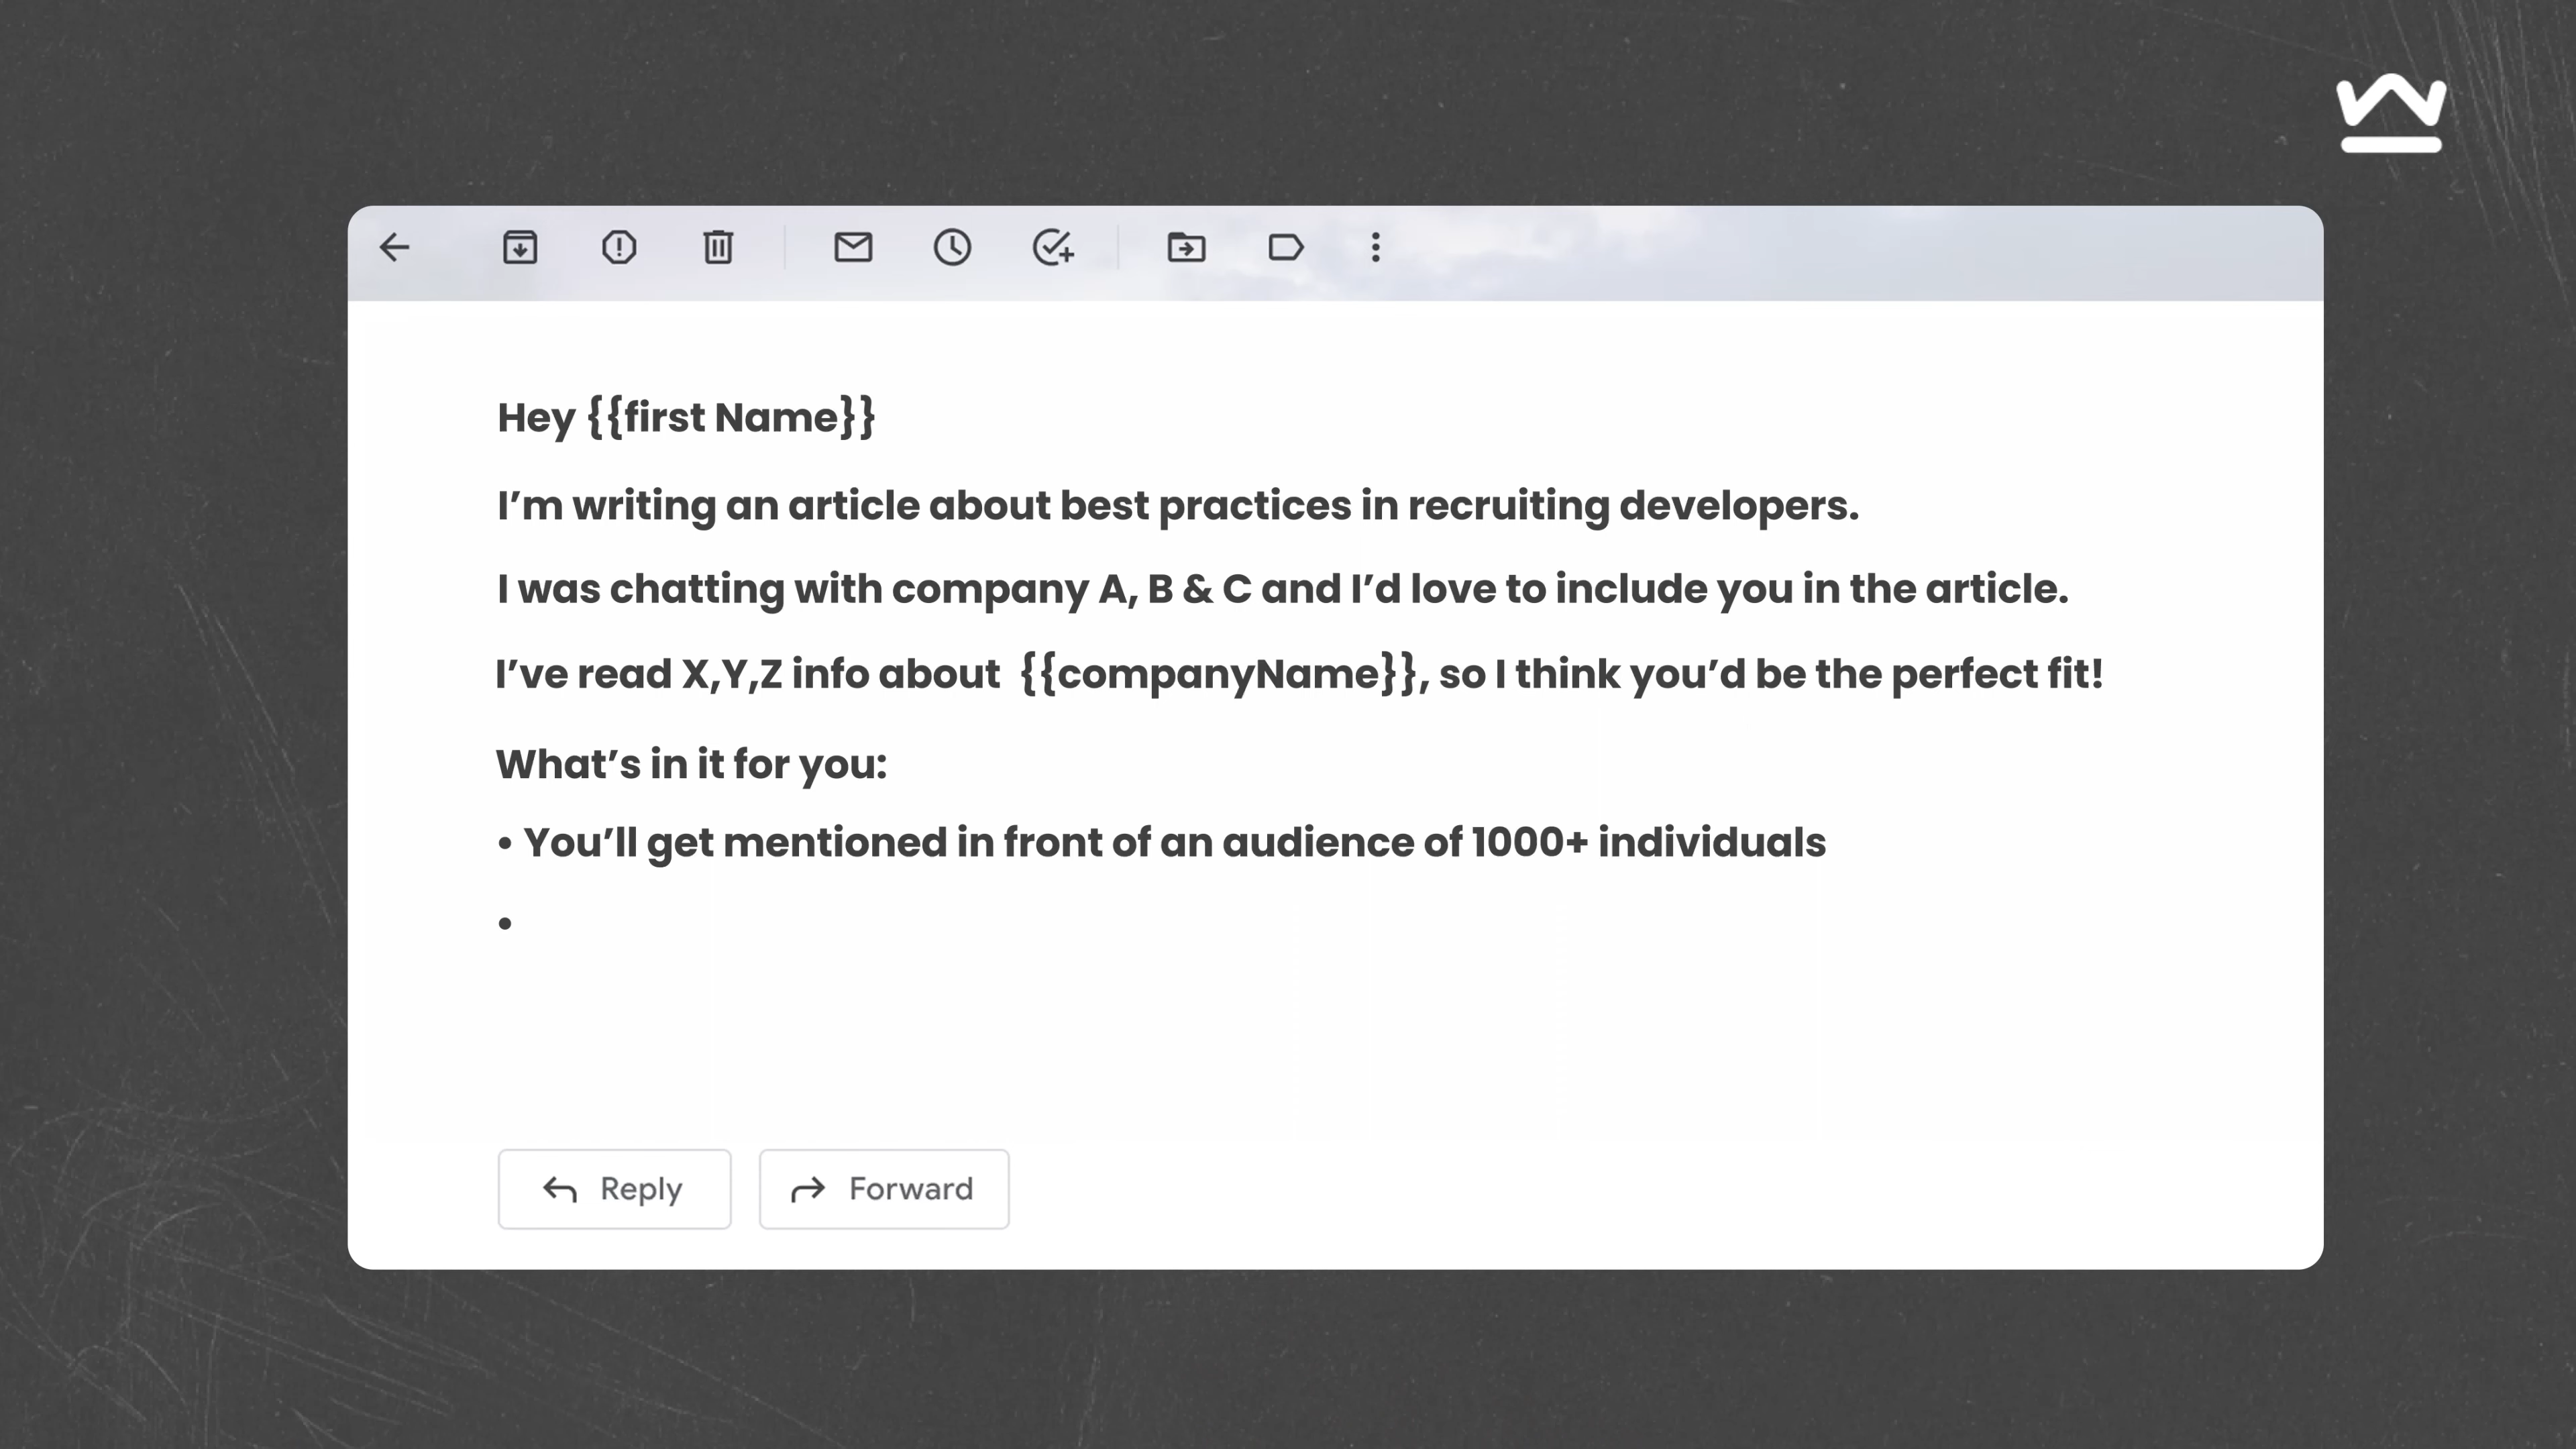 Hey {{first Name}}
I’m writing an article about best practices in recruiting developers.
I was chatting with company A, B & C and I’d love to include you in the article.
I’ve read X,Y,Z info about  {{companyName}}, so I think you’d be the perfect fit!
What’s in it for you:
• You’ll get mentioned in front of an audience of 1000+ individuals
•
Reply
Forward